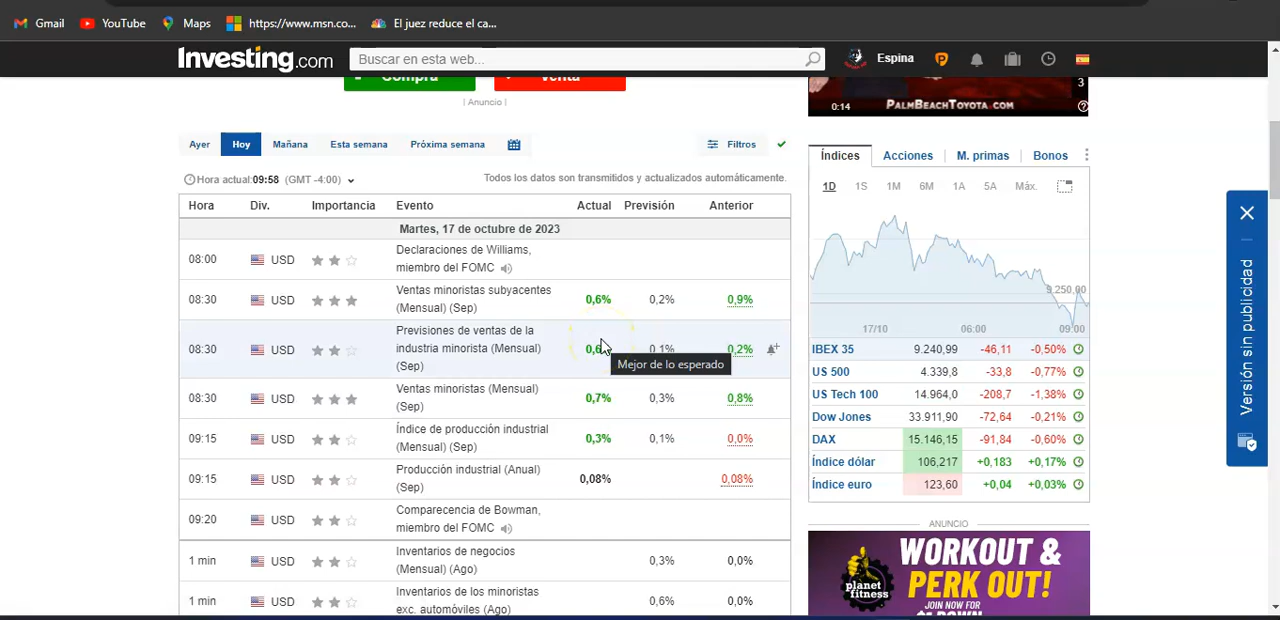 Gmail YouTube Maps https://www.msn.co... El juez reduce el ca...
Investing.com Buscar en esta web... Espina
Compra Venta
| Anuncio |
3
0:14 PALMBEACHTOYOTA.COM
Ayer Hoy Mañana Esta semana Próxima semana Filtros
Hora actual:09:58 (GMT -4:00) Todos los datos son transmitidos y actualizados automáticamente.
Hora Div. Importancia Evento Actual Previsión Anterior
Martes, 17 de octubre de 2023
08:00 USD Declaraciones de Williams,
miembro del FOMC
08:30 USD Ventas minoristas subyacentes 0,6% 0,2% 0,9%
(Mensual) (Sep)
Previsiones de ventas de la
08:30 USD industria minorista (Mensual) 0,1% 0,2%
(Sep)
Mejor de lo esperado
08:30 USD Ventas minoristas (Mensual) 0,7% 0,3% 0,8%
(Sep)
09:15 USD Índice de producción industrial 0,3% 0,1% 0,0%
(Mensual) (Sep)
09:15 USD Producción industrial (Anual) 0,08% 0,08%
(Sep)
09:20 USD Comparecencia de Bowman,
miembro del FOMC
1 min USD Inventarios de negocios 0,3% 0,0%
(Mensual) (Ago)
1 min USD Inventarios de los minoristas 0,6% 0,0%
exc. automóviles (Ago)
Índices Acciones M. primas Bonos
1D 1S 1M 6M 1A 5A Máx.
9.250,00
17/10 06:00 09:00
IBEX 35 9.240,99 -46,11 -0,50%
US 500 4.339,8 -33,8 -0,77%
US Tech 100 14.964,0 -208,7 -1,38%
Dow Jones 33.911,90 -72,64 -0,21%
DAX 15.146,15 -91,84 -0,60%
Índice dólar 106,217 +0,183 +0,17%
Índice euro 123,60 +0,04 +0,03%
ANUNCIO
WORKOUT &
PERK OUT!
planet
fitness
JOIN NOW FOR
Versión sin publicidad